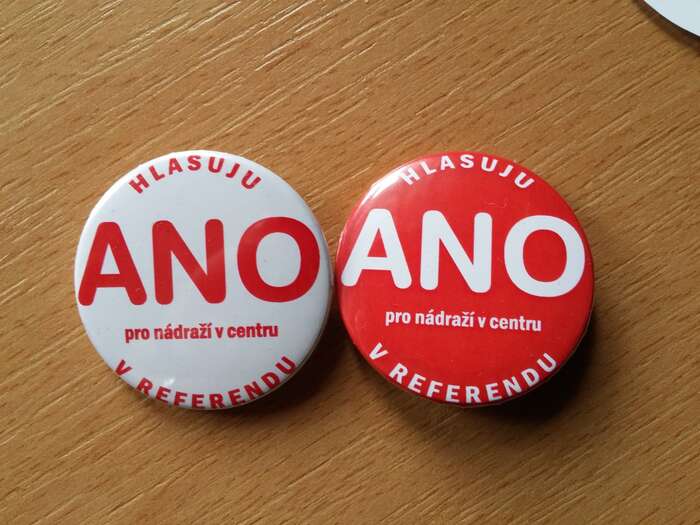 HLASUJU
ANO
pro nádraží v centru
V REFERENDU
HLASUJU
ANO
pro nádraží v centru
V REFERENDU